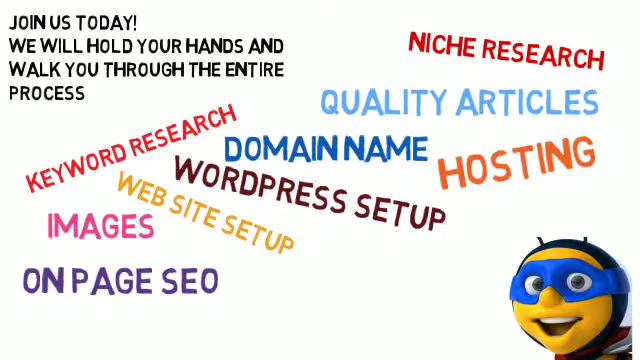 JOIN US TODAY!
WE WILL HOLD YOUR HANDS AND
WALK YOU THROUGH THE ENTIRE
PROCESS
NICHE RESEARCH
QUALITY ARTICLES
KEYWORD RESEARCH
DOMAIN NAME
HOSTING
WORDPRESS SETUP
WEB SITE SETUP
IMAGES
ON PAGE SEO